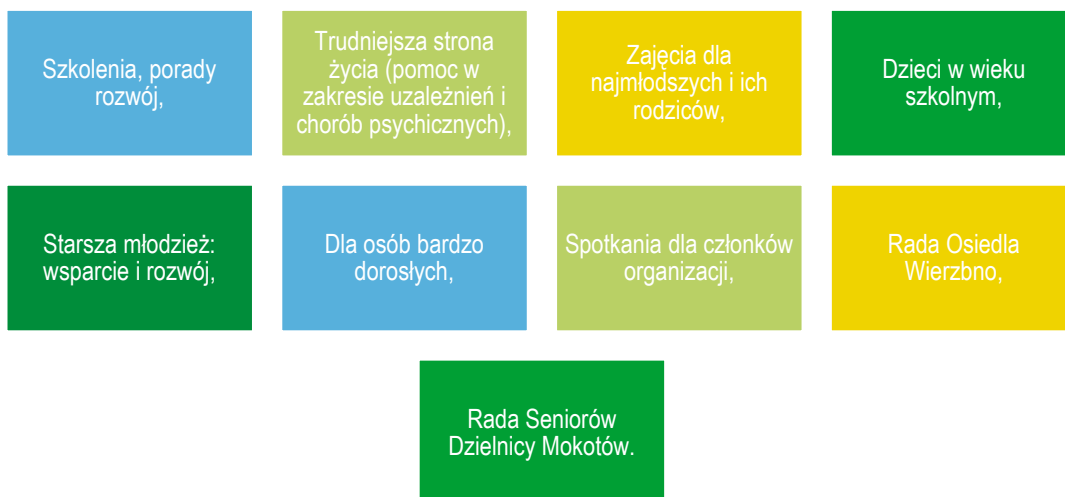 Szkolenia, porady
rozwój,
Trudniejsza strona
życia (pomoc w
zakresie uzależnień i
chorób psychicznych),
Zajęcia dla
najmłodszych i ich
rodziców,
Dzieci w wieku
szkolnym,
Starsza młodzież:
wsparcie i rozwój,
Dla osób bardzo
dorosłych,
Spotkania dla członków
organizacji,
Rada Osiedla
Wierzbno,
Rada Seniorów
Dzielnicy Mokotów.